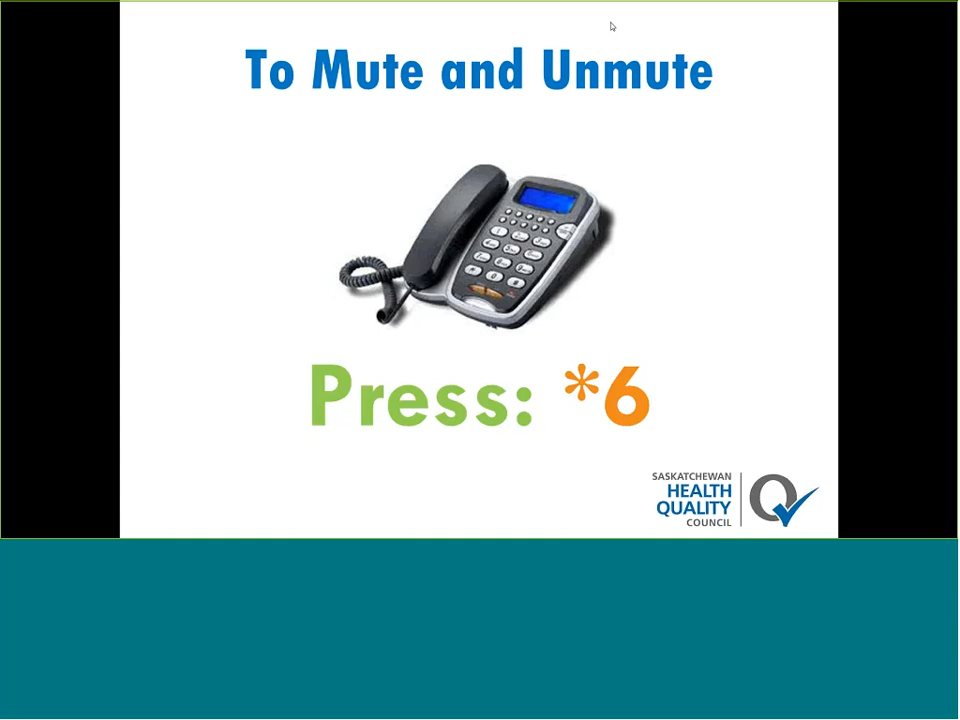 To Mute and Unmute
Press: *6
SASKATCHEWAN
HEALTH
QUALITY
COUNCIL